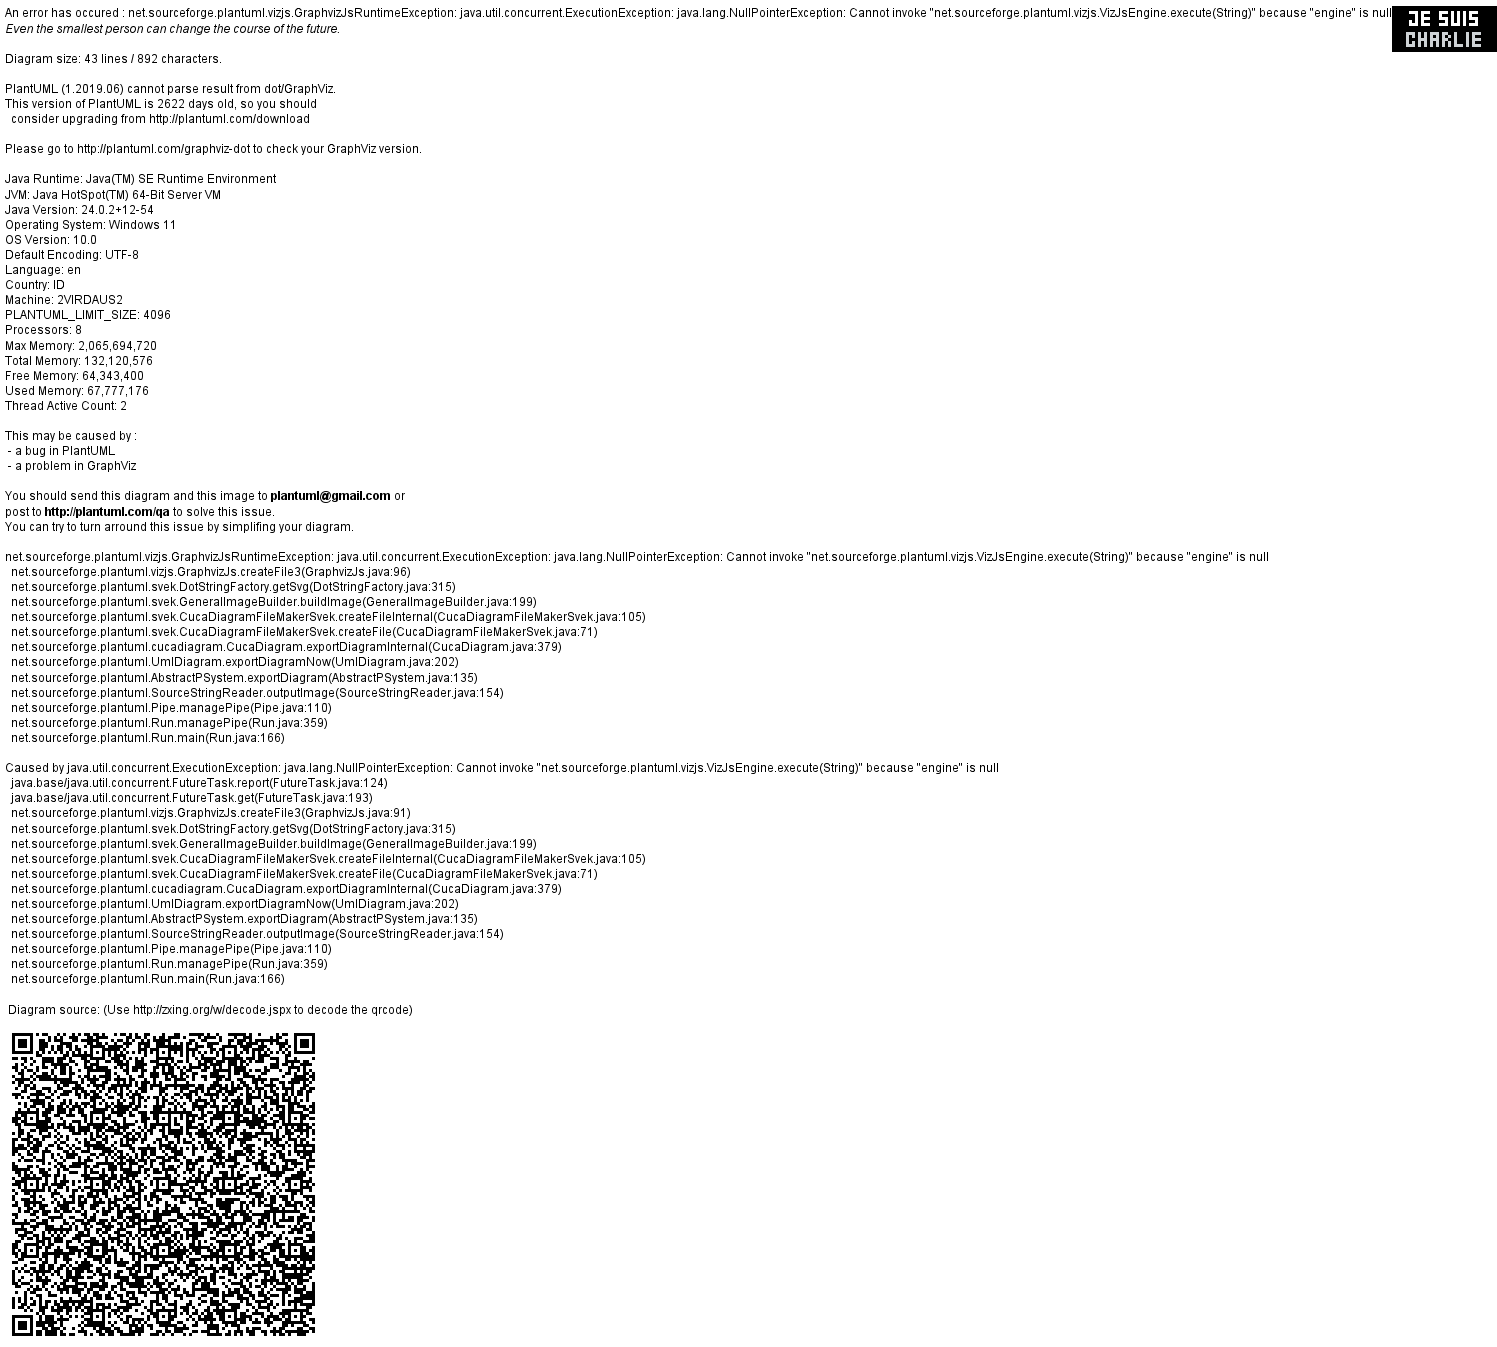 An error has occured : net.sourceforge.plantuml.vizjs.GraphvizJsRuntimeException: java.util.concurrent.ExecutionException: java.lang.NullPointerException: Cannot invoke "net.sourceforge.plantuml.vizjs.VizJsEngine.execute(String)" because "engine" is null
JE SUIS
CHARLIE
Even the smallest person can change the course of the future.
Diagram size: 43 lines / 892 characters.
PlantUML (1.2019.06) cannot parse result from dot/GraphViz.
This version of PlantUML is 2622 days old, so you should
consider upgrading from http://plantuml.com/download
Please go to http://plantuml.com/graphviz-dot to check your GraphViz version.
Java Runtime: Java(TM) SE Runtime Environment
JVM: Java HotSpot(TM) 64-Bit Server VM
Java Version: 24.0.2+12-54
Operating System: Windows 11
OS Version: 10.0
Default Encoding: UTF-8
Language: en
Country: ID
Machine: 2VIRDAUS2
PLANTUML_LIMIT_SIZE: 4096
Processors: 8
Max Memory: 2,065,694,720
Total Memory: 132,120,576
Free Memory: 64,343,400
Used Memory: 67,777,176
Thread Active Count: 2
This may be caused by :
- a bug in PlantUML
- a problem in GraphViz
You should send this diagram and this image to plantuml@gmail.com or
post to http://plantuml.com/qa to solve this issue.
You can try to turn arround this issue by simplifing your diagram.
net.sourceforge.plantuml.vizjs.GraphvizJsRuntimeException: java.util.concurrent.ExecutionException: java.lang.NullPointerException: Cannot invoke "net.sourceforge.plantuml.vizjs.VizJsEngine.execute(String)" because "engine" is null
net.sourceforge.plantuml.vizjs.GraphvizJs.createFile3(GraphvizJs.java:96)
net.sourceforge.plantuml.svek.DotStringFactory.getSvg(DotStringFactory.java:315)
net.sourceforge.plantuml.svek.GeneralImageBuilder.buildImage(GeneralImageBuilder.java:199)
net.sourceforge.plantuml.svek.CucaDiagramFileMakerSvek.createFileInternal(CucaDiagramFileMakerSvek.java:105)
net.sourceforge.plantuml.svek.CucaDiagramFileMakerSvek.createFile(CucaDiagramFileMakerSvek.java:71)
net.sourceforge.plantuml.cucadiagram.CucaDiagram.exportDiagramInternal(CucaDiagram.java:379)
net.sourceforge.plantuml.UmlDiagram.exportDiagramNow(UmlDiagram.java:202)
net.sourceforge.plantuml.AbstractPSystem.exportDiagram(AbstractPSystem.java:135)
net.sourceforge.plantuml.SourceStringReader.outputImage(SourceStringReader.java:154)
net.sourceforge.plantuml.Pipe.managePipe(Pipe.java:110)
net.sourceforge.plantuml.Run.managePipe(Run.java:359)
net.sourceforge.plantuml.Run.main(Run.java:166)
Caused by java.util.concurrent.ExecutionException: java.lang.NullPointerException: Cannot invoke "net.sourceforge.plantuml.vizjs.VizJsEngine.execute(String)" because "engine" is null
java.base/java.util.concurrent.FutureTask.report(FutureTask.java:124)
java.base/java.util.concurrent.FutureTask.get(FutureTask.java:193)
net.sourceforge.plantuml.vizjs.GraphvizJs.createFile3(GraphvizJs.java:91)
net.sourceforge.plantuml.svek.DotStringFactory.getSvg(DotStringFactory.java:315)
net.sourceforge.plantuml.svek.GeneralImageBuilder.buildImage(GeneralImageBuilder.java:199)
net.sourceforge.plantuml.svek.CucaDiagramFileMakerSvek.createFileInternal(CucaDiagramFileMakerSvek.java:105)
net.sourceforge.plantuml.svek.CucaDiagramFileMakerSvek.createFile(CucaDiagramFileMakerSvek.java:71)
net.sourceforge.plantuml.cucadiagram.CucaDiagram.exportDiagramInternal(CucaDiagram.java:379)
net.sourceforge.plantuml.UmlDiagram.exportDiagramNow(UmlDiagram.java:202)
net.sourceforge.plantuml.AbstractPSystem.exportDiagram(AbstractPSystem.java:135)
net.sourceforge.plantuml.SourceStringReader.outputImage(SourceStringReader.java:154)
net.sourceforge.plantuml.Pipe.managePipe(Pipe.java:110)
net.sourceforge.plantuml.Run.managePipe(Run.java:359)
net.sourceforge.plantuml.Run.main(Run.java:166)
Diagram source: (Use http://zxing.org/w/decode.jspx to decode the qrcode)